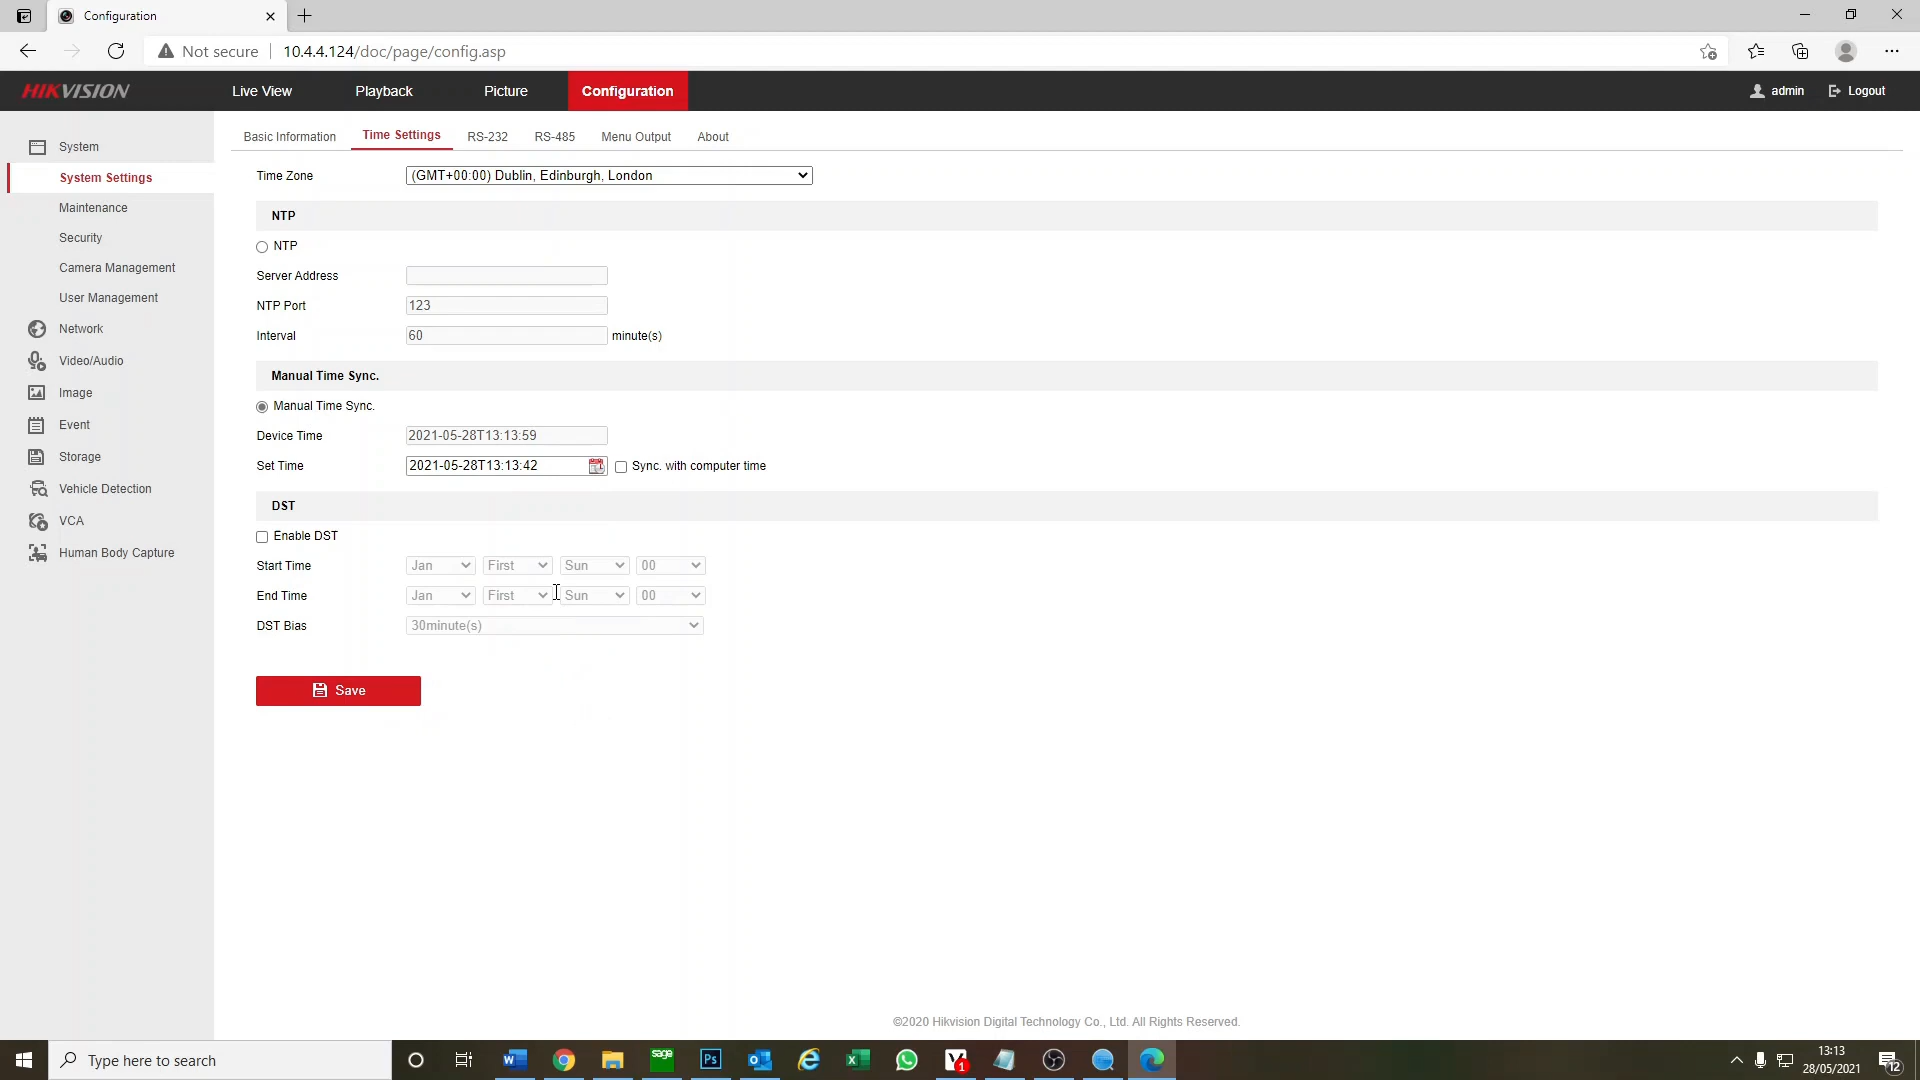 Configuration
Not secure
10.4.4.124/doc/page/config.asp
HIKVISION
Live View
Playback
Picture
Configuration
admin
Logout
System
System Settings
Maintenance
Security
Camera Management
User Management
Network
Video/Audio
Image
Event
Storage
Vehicle Detection
VCA
Human Body Capture
Basic Information
Time Settings
RS-232
RS-485
Menu Output
About
Time Zone
(GMT+00:00) Dublin, Edinburgh, London
NTP
NTP
Server Address
NTP Port
123
Interval
60
minute(s)
Manual Time Sync.
Manual Time Sync.
Device Time
2021-05-28T13:13:59
Set Time
2021-05-28T13:13:42
Sync. with computer time
DST
Enable DST
Start Time
Jan
First
Sun
00
End Time
Jan
First
Sun
00
DST Bias
30minute(s)
Save
©2020 Hikvision Digital Technology Co., Ltd. All Rights Reserved.
Type here to search
sage
Ps
1
13:13
28/05/2021
12